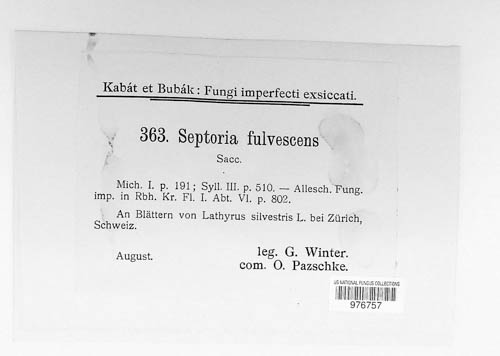 Kabát et Bubák: Fungi imperfecti exsiccati.
363. Septoria fulvescens
Sacc.
Mich. I. p. 191; Syll. III. p. 510. — Allesch. Fung.
imp. in Rbh. Kr. Fl. I. Abt. VI. p. 802.
An Blättern von Lathyrus silvestris L. bei Zürich,
Schweiz.
August.
leg. G. Winter.
com. O. Pazschke.
US NATIONAL FUNGUS COLLECTIONS
976757